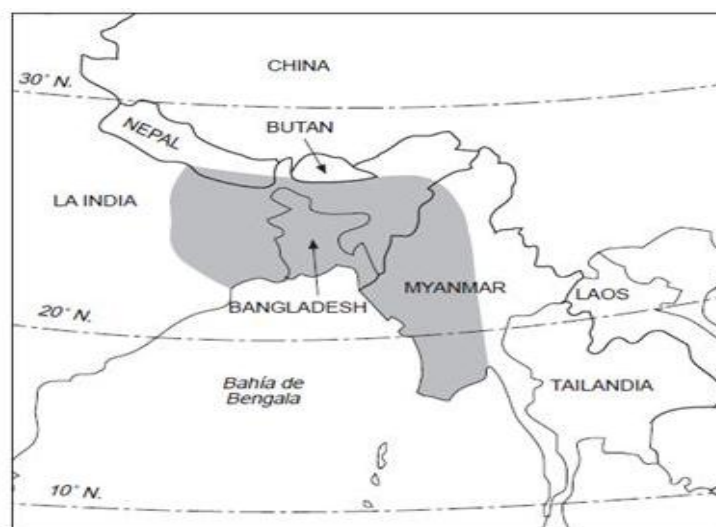 CHINA
30° N.
NEPAL
BUTAN
LA INDIA
MYANMAR
BANGLADESH
LAOS
20° N.
Bahía de
Bengala
TAILANDIA
10° N.